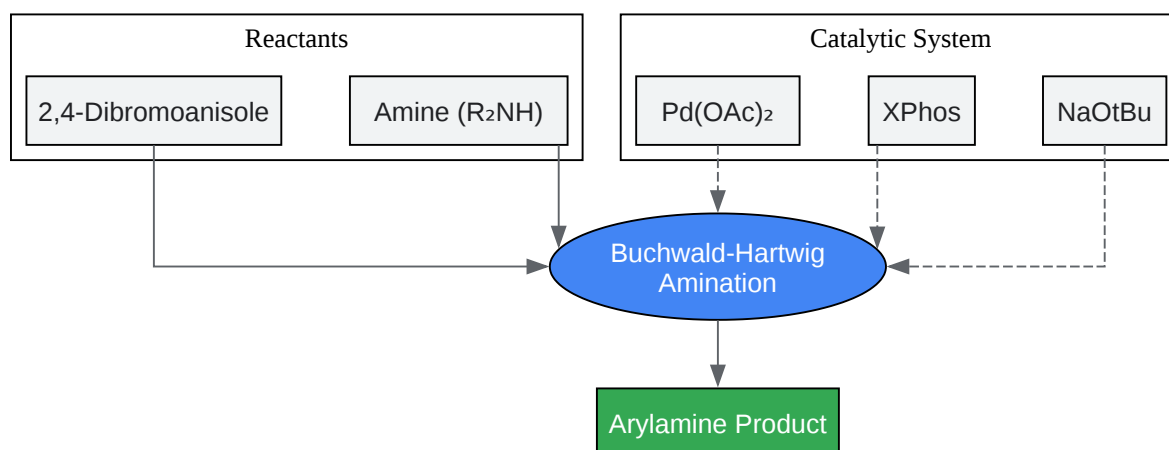 Reactants
Catalytic System
2,4-Dibromoanisole
Amine (R₂NH)
Pd(OAc)₂
XPhos
NaOtBu
Buchwald-Hartwig
Amination
Arylamine Product